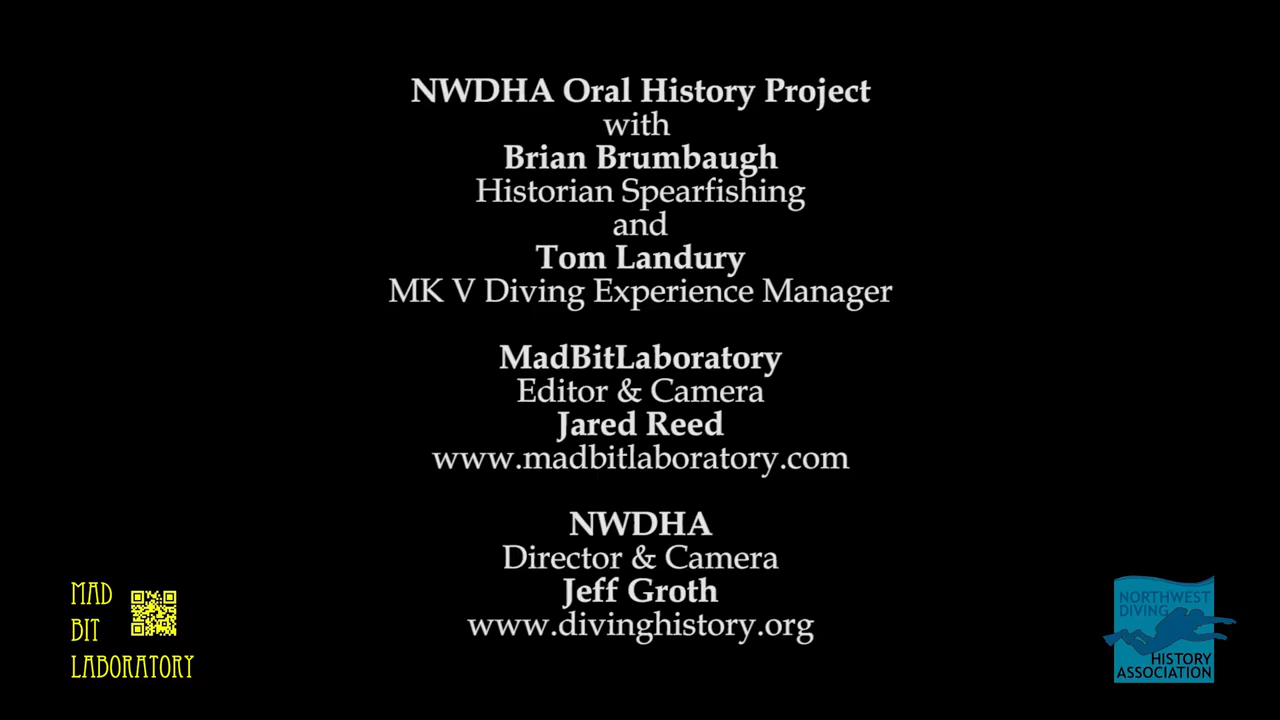 NWDHA Oral History Project
with
Brian Brumbaugh
Historian Spearfishing
and
Tom Landury
MK V Diving Experience Manager
MadBitLaboratory
Editor & Camera
Jared Reed
www.madbitlaboratory.com
NWDHA
Director & Camera
Jeff Groth
www.divinghistory.org
MAD
BIT
LABORATORY
NORTHWEST
DIVING
HISTORY
ASSOCIATION